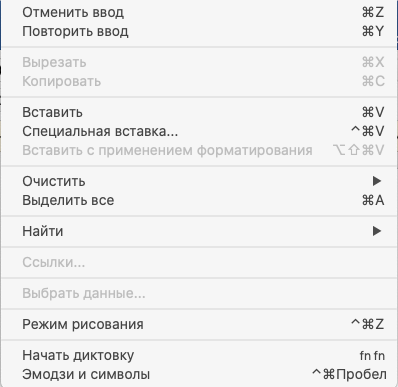 Отменить ввод ⌘Z
Повторить ввод ⌘Y
Вырезать ⌘X
Копировать ⌘C
Вставить ⌘V
Специальная вставка... ^⌘V
Вставить с применением форматирования ⌥⇧⌘V
Очистить ▶
Выделить все ⌘A
Найти ▶
Ссылки...
Выбрать данные...
Режим рисования ^⌘Z
Начать диктовку fn fn
Эмодзи и символы ^⌘Пробел